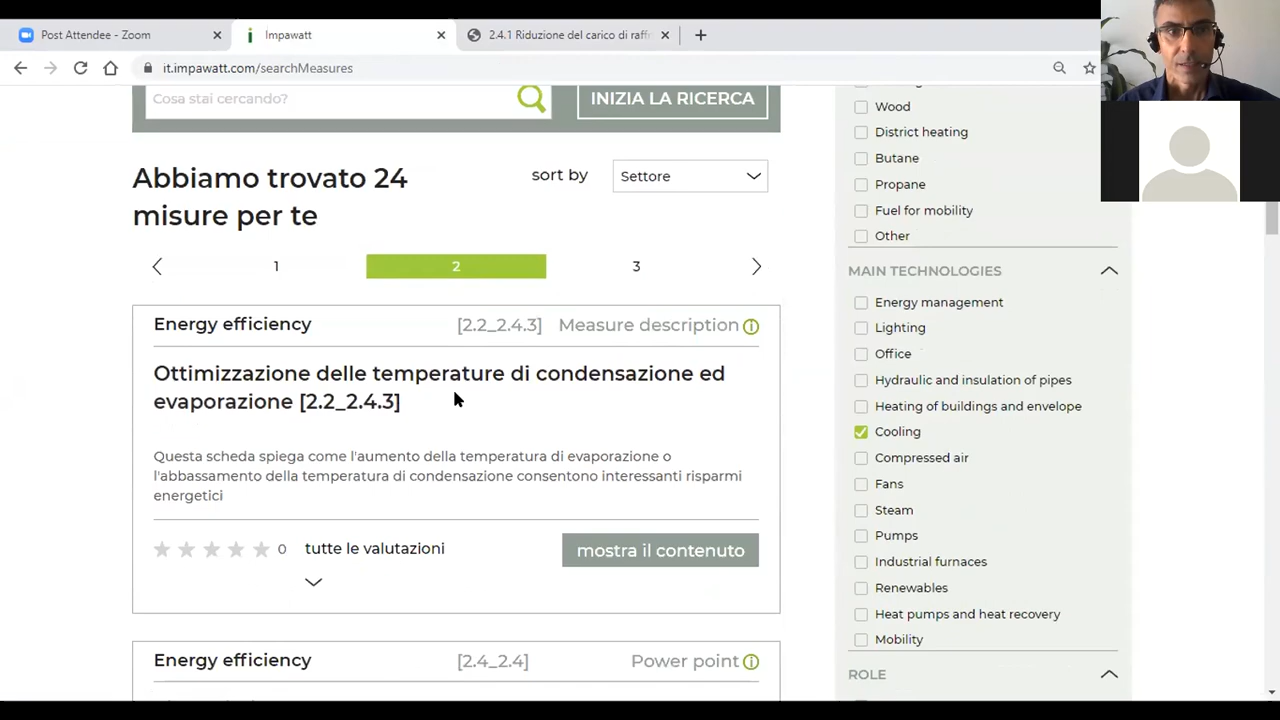 Post Attendee - Zoom
Impawatt
2.4.1 Riduzione del carico di raffr
it.impawatt.com/searchMeasures
Cosa stai cercando?
INIZIA LA RICERCA
Abbiamo trovato 24
misure per te
sort by
Settore
1
2
3
Energy efficiency
[2.2_2.4.3]
Measure description
Ottimizzazione delle temperature di condensazione ed
evaporazione [2.2_2.4.3]
Questa scheda spiega come l'aumento della temperatura di evaporazione o
l'abbassamento della temperatura di condensazione consentono interessanti risparmi
energetici
0
tutte le valutazioni
mostra il contenuto
Energy efficiency
[2.4_2.4]
Power point
Wood
District heating
Butane
Propane
Fuel for mobility
Other
MAIN TECHNOLOGIES
Energy management
Lighting
Office
Hydraulic and insulation of pipes
Heating of buildings and envelope
Cooling
Compressed air
Fans
Steam
Pumps
Industrial furnaces
Renewables
Heat pumps and heat recovery
Mobility
ROLE